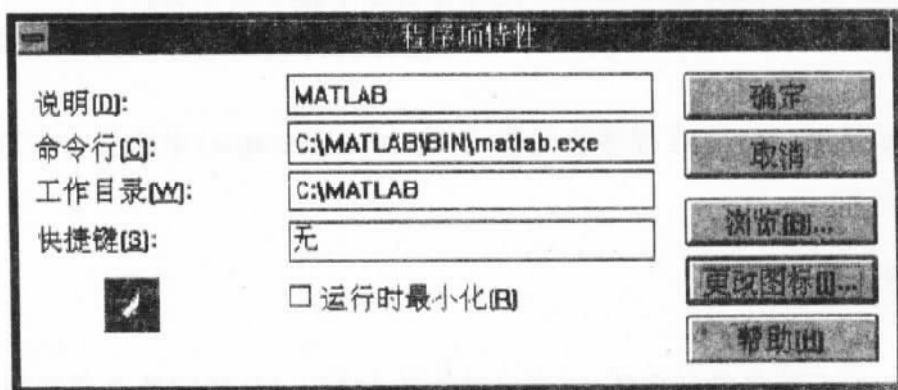 程序项特性
说明(D): MATLAB
命令行(C): C:\MATLAB\BIN\matlab.exe
工作目录(W): C:\MATLAB
快捷键(S): 无
□ 运行时最小化(R)
确定
取消
浏览(B)...
更改图标(I)...
帮助(H)